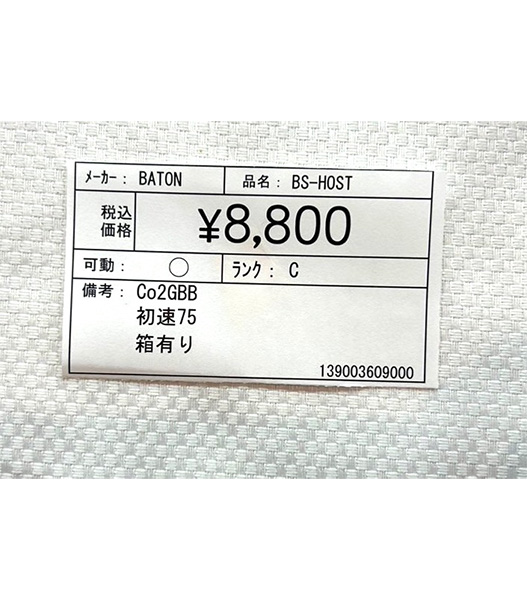 ﾒｰｶｰ： BATON 品名： BS-HOST
税込
価格 ¥8,800
可動： ○ ﾗﾝｸ： C
備考： Co2GBB
初速75
箱有り
139003609000